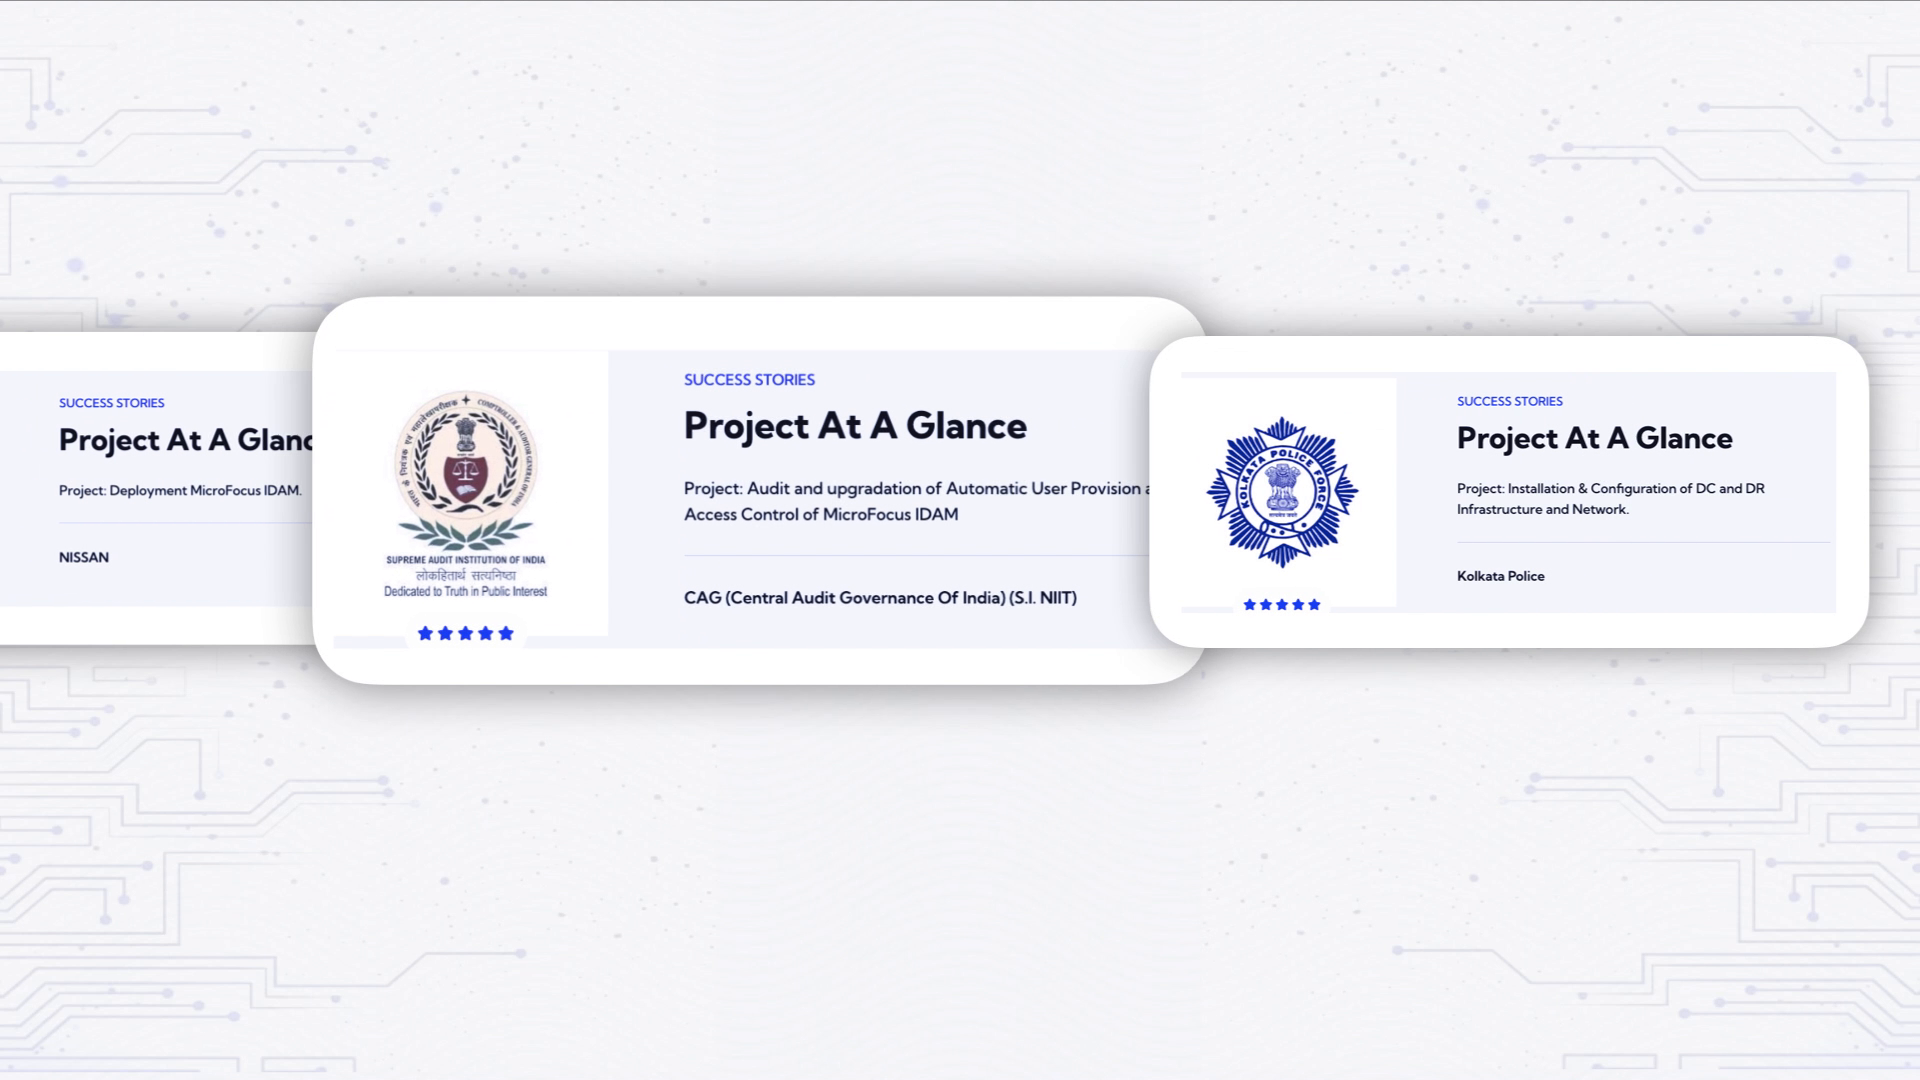 SUCCESS STORIES
Project At A Glanc
Project: Deployment MicroFocus IDAM.
NISSAN
COMPTROLLER & AUDITOR GENERAL OF INDIA
SUPREME AUDIT INSTITUTION OF INDIA
लोकहितार्थ सत्यनिष्ठा
Dedicated to Truth in Public Interest
SUCCESS STORIES
Project At A Glance
Project: Audit and upgradation of Automatic User Provision
Access Control of MicroFocus IDAM
CAG (Central Audit Governance Of India) (S.I. NIIT)
KOLKATA POLICE FORCE
SUCCESS STORIES
Project At A Glance
Project: Installation & Configuration of DC and DR
Infrastructure and Network.
Kolkata Police